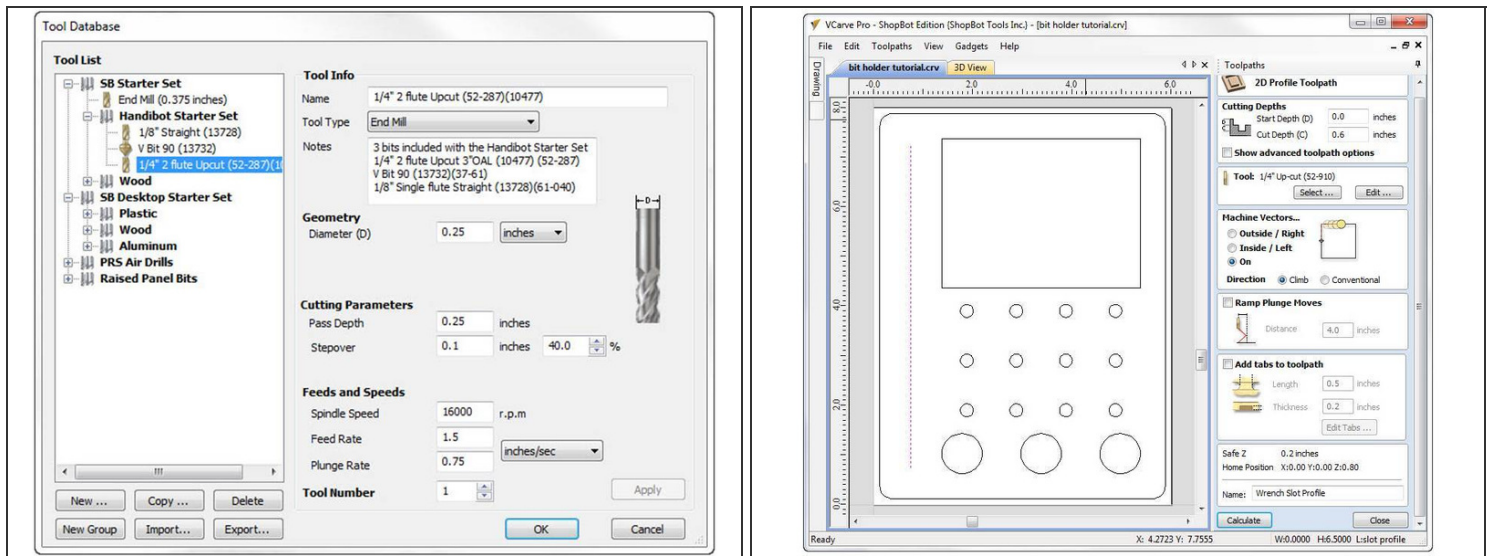 Tool Database
Tool List
SB Starter Set
End Mill (0.375 inches)
Handibot Starter Set
1/8" Straight (13728)
V Bit 90 (13732)
1/4" 2 flute Upcut (52-287)(1
Wood
SB Desktop Starter Set
Plastic
Wood
Aluminum
PRS Air Drills
Raised Panel Bits
New ... Copy ... Delete
New Group Import... Export...
Tool Info
Name 1/4" 2 flute Upcut (52-287)(10477)
Tool Type End Mill
Notes 3 bits included with the Handibot Starter Set
1/4" 2 flute Upcut 3"OAL (10477) (52-287)
V Bit 90 (13732)(37-61)
1/8" Single flute Straight (13728)(61-040)
D
Geometry
Diameter (D) 0.25 inches
Cutting Parameters
Pass Depth 0.25 inches
Stepover 0.1 inches 40.0 %
Feeds and Speeds
Spindle Speed 16000 r.p.m
Feed Rate 1.5
inches/sec
Plunge Rate 0.75
Tool Number 1 Apply
OK Cancel
VCarve Pro - ShopBot Edition (ShopBot Tools Inc.) - [bit holder tutorial.crv]
File Edit Toolpaths View Gadgets Help
Drawing
bit holder tutorial.crv 3D View
-0.0 2.0 4.0 6.0
8.0
6.0
4.0
2.0
0.0
Toolpaths
2D Profile Toolpath
Cutting Depths
Start Depth (D) 0.0 inches
Cut Depth (C) 0.6 inches
Show advanced toolpath options
Tool: 1/4" Up-cut (52-910)
Select ... Edit ...
Machine Vectors...
Outside / Right
Inside / Left
On
Direction Climb Conventional
Ramp Plunge Moves
Distance 4.0 inches
Add tabs to toolpath
Length 0.5 inches
Thickness 0.2 inches
Edit Tabs ...
Safe Z 0.2 inches
Home Position X:0.00 Y:0.00 Z:0.80
Name: Wrench Slot Profile
Calculate Close
Ready X: 4.2723 Y: 7.7555 W:0.0000 H:6.5000 L:slot profile